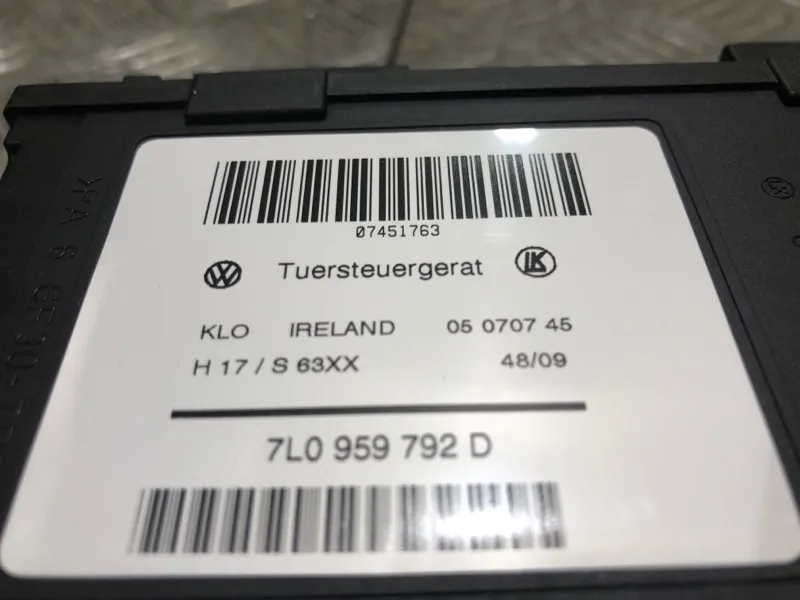 07451763
Tuersteuergerat
KLO IRELAND 05 0707 45
H 17 / S 63XX 48/09
7L0 959 792 D